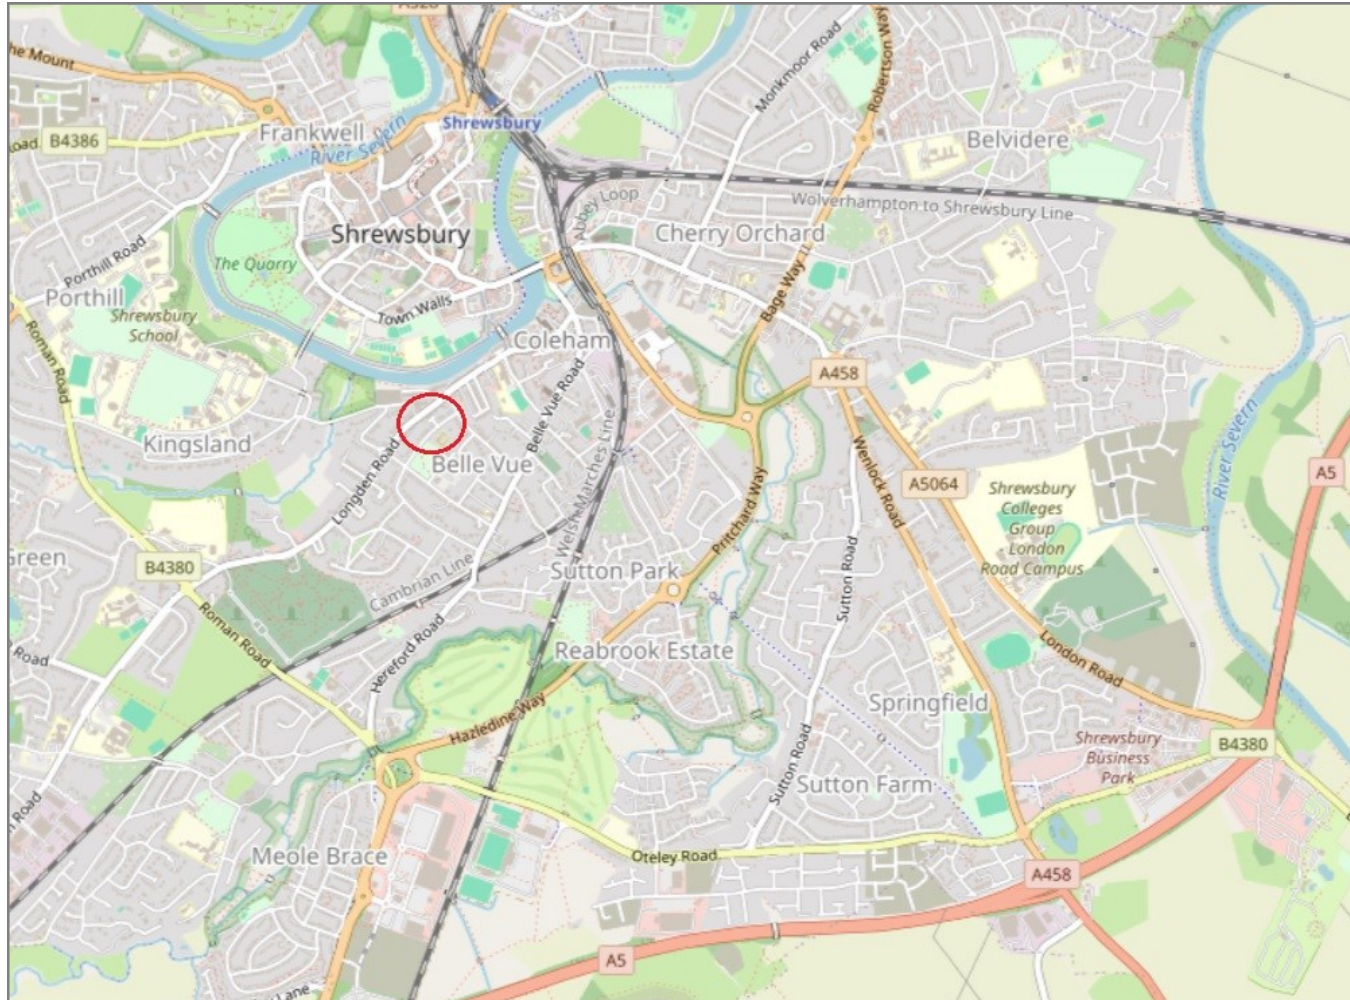 A528
he Mount
Frankwell
River Severn
Shrewsbury
Monkmoor Road
Robertson Way
Belvidere
oad
B4386
Abbey Loop
Wolverhampton to Shrewsbury Line
Shrewsbury
Cherry Orchard
Porthill Road
The Quarry
Porthill
Shrewsbury
School
Town Walls
Coleham
Bage Way
A458
Roman Road
Kingsland
Belle Vue Road
Belle Vue
Longden Road
Welsh Marches Line
Wenlock Road
A5064
River Severn
A5
Shrewsbury
Colleges
Group
London
Road Campus
Pritchard Way
Green
B4380
Cambrian Line
Sutton Park
Sutton Road
Roman Road
Road
Hereford Road
Reabrook Estate
London Road
Springfield
Hazledine Way
Sutton Road
Shrewsbury
Business
Park
B4380
Sutton Farm
Road
Meole Brace
Oteley Road
A458
A5
Lane